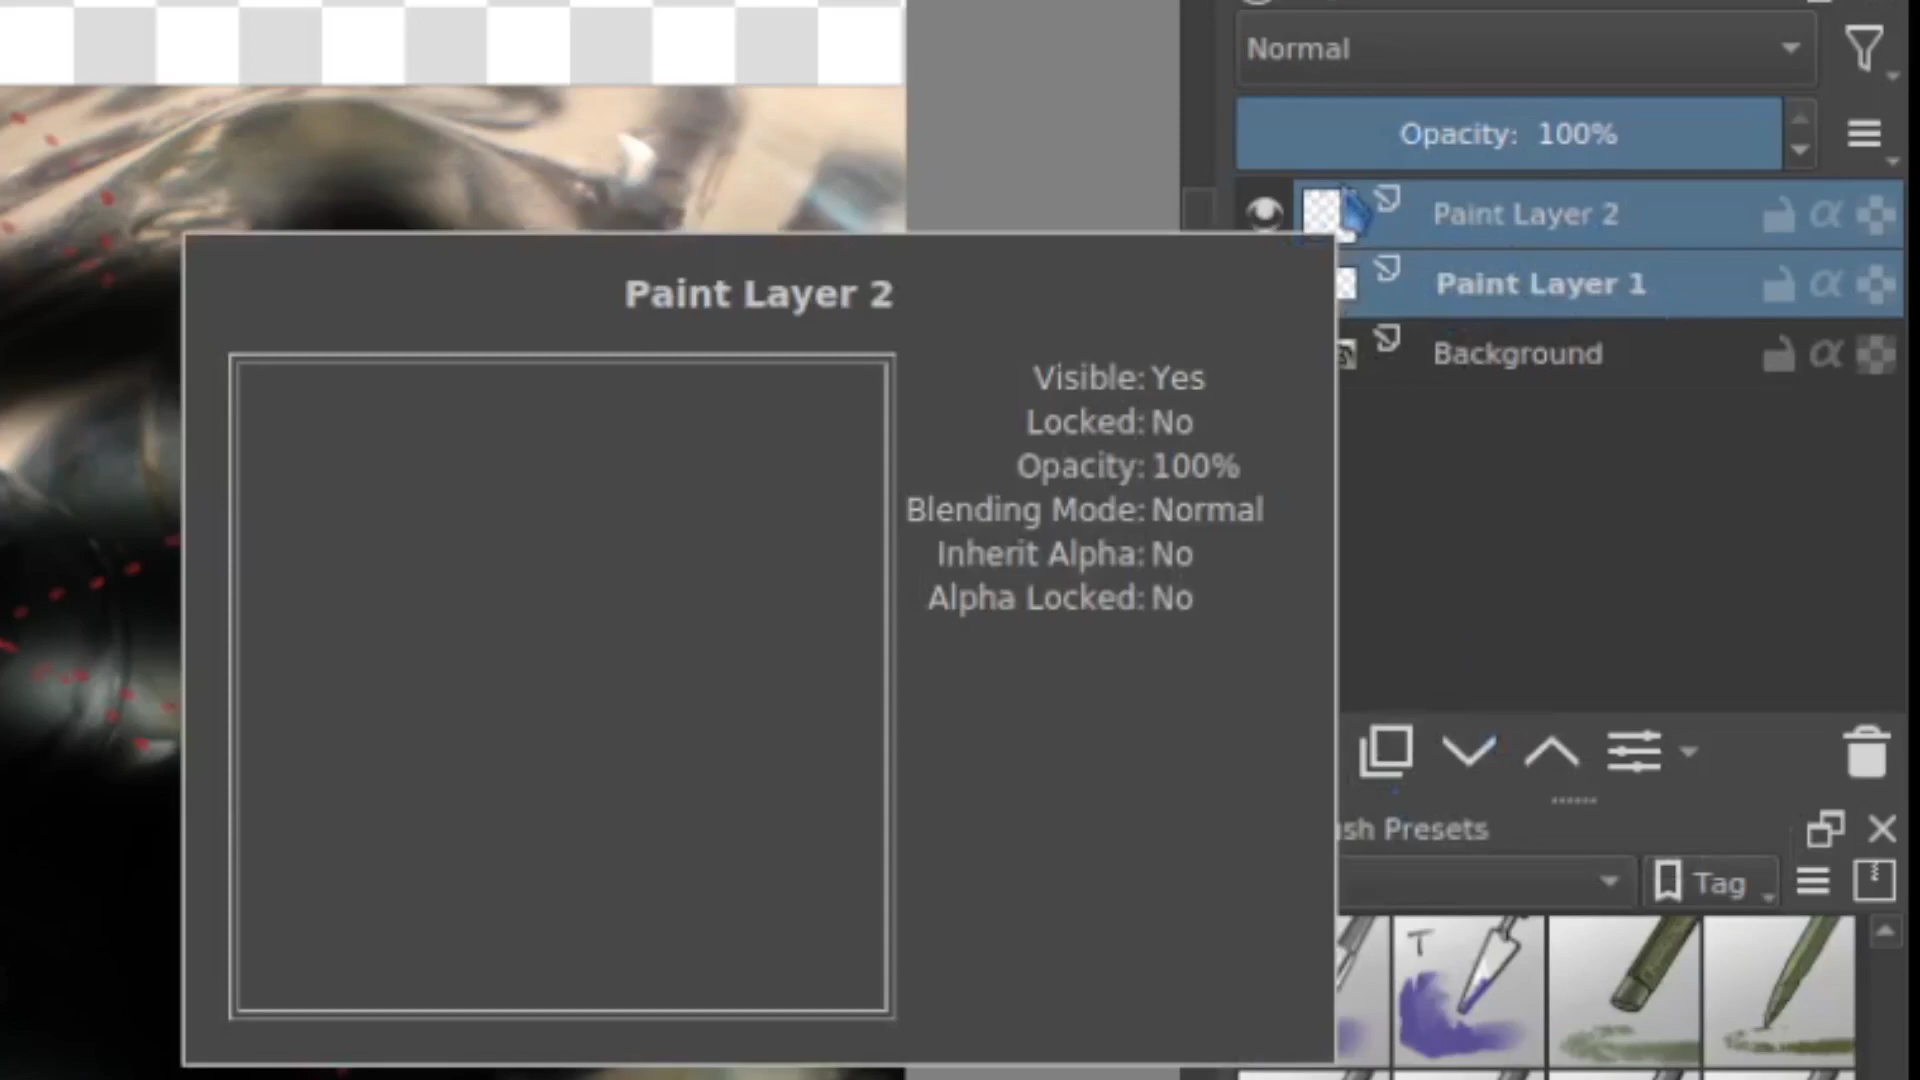 Normal
Opacity: 100%
Paint Layer 2
Paint Layer 1
Background
Paint Layer 2
Visible: Yes
Locked: No
Opacity: 100%
Blending Mode: Normal
Inherit Alpha: No
Alpha Locked: No
Presets
Tag
T